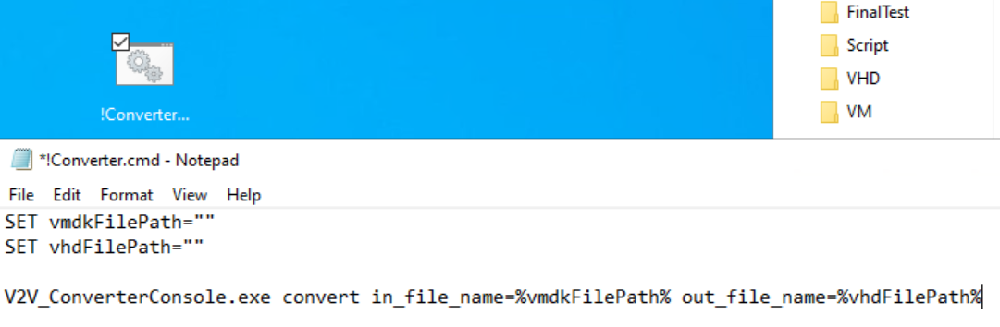 FinalTest
Script
VHD
VM
!Converter...
*!Converter.cmd - Notepad
File Edit Format View Help
SET vmdkFilePath=""
SET vhdFilePath=""
V2V_ConverterConsole.exe convert in_file_name=%vmdkFilePath% out_file_name=%vhdFilePath%